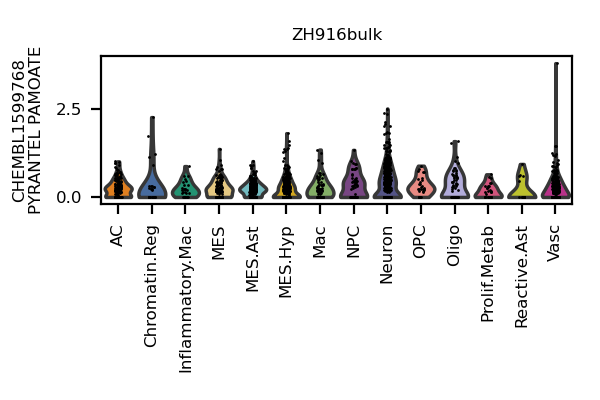 ZH916bulk
CHEMBL1599768
PYRANTEL PAMOATE
2.5
0.0
AC
Chromatin.Reg
Inflammatory.Mac
MES
MES.Ast
MES.Hyp
Mac
NPC
Neuron
OPC
Oligo
Prolif.Metab
Reactive.Ast
Vasc